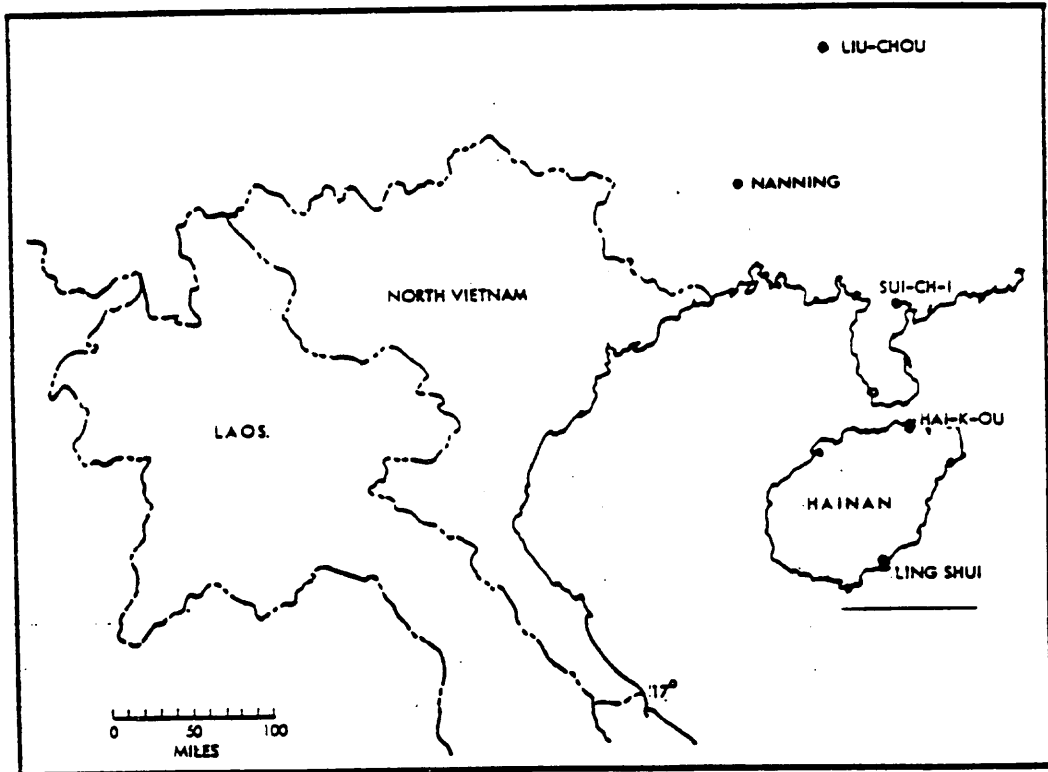 LIU-CHOU
NANNING
SUI-CH-I
NORTH VIETNAM
LAOS.
HAI-K-OU
HAINAN
LING SHUI
17°
0 50 100
MILES